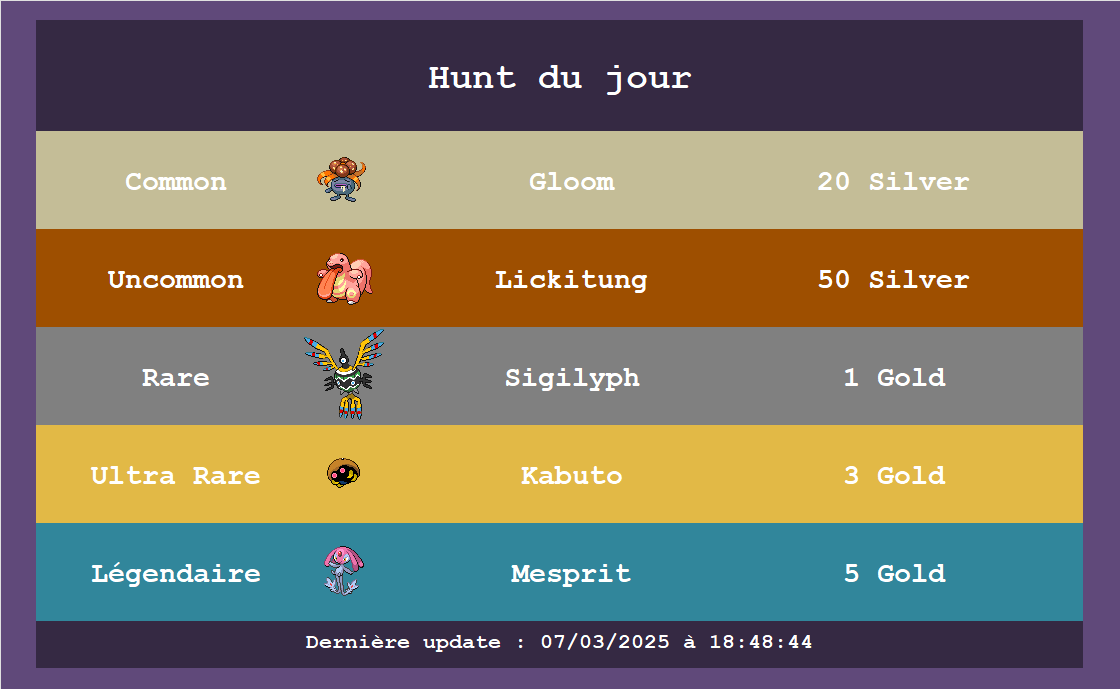 Hunt du jour
Common Gloom 20 Silver
Uncommon Lickitung 50 Silver
Rare Sigilyph 1 Gold
Ultra Rare Kabuto 3 Gold
Légendaire Mesprit 5 Gold
Dernière update : 07/03/2025 à 18:48:44